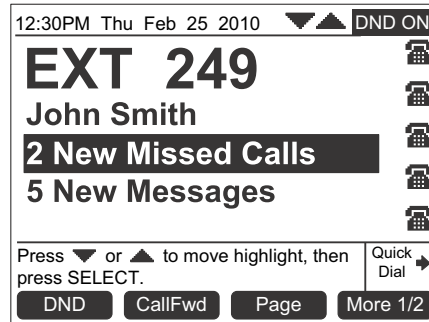 12:30PM Thu Feb 25 2010 ▼▲ DND ON
EXT 249
John Smith
2 New Missed Calls
5 New Messages
Press ▼ or ▲ to move highlight, then
press SELECT.
Quick
Dial
DND CallFwd Page More 1/2